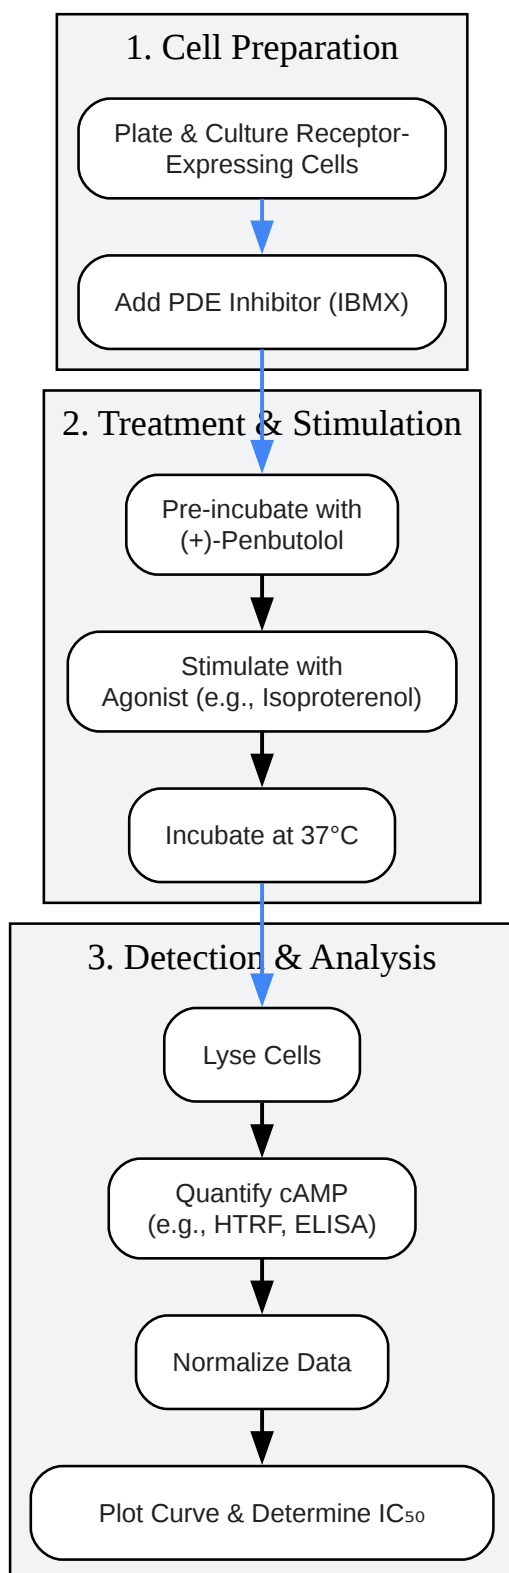 1. Cell Preparation
Plate & Culture Receptor-
Expressing Cells
Add PDE Inhibitor (IBMX)
2. Treatment & Stimulation
Pre-incubate with
(+)-Penbutolol
Stimulate with
Agonist (e.g., Isoproterenol)
Incubate at 37°C
3. Detection & Analysis
Lyse Cells
Quantify cAMP
(e.g., HTRF, ELISA)
Normalize Data
Plot Curve & Determine IC₅₀